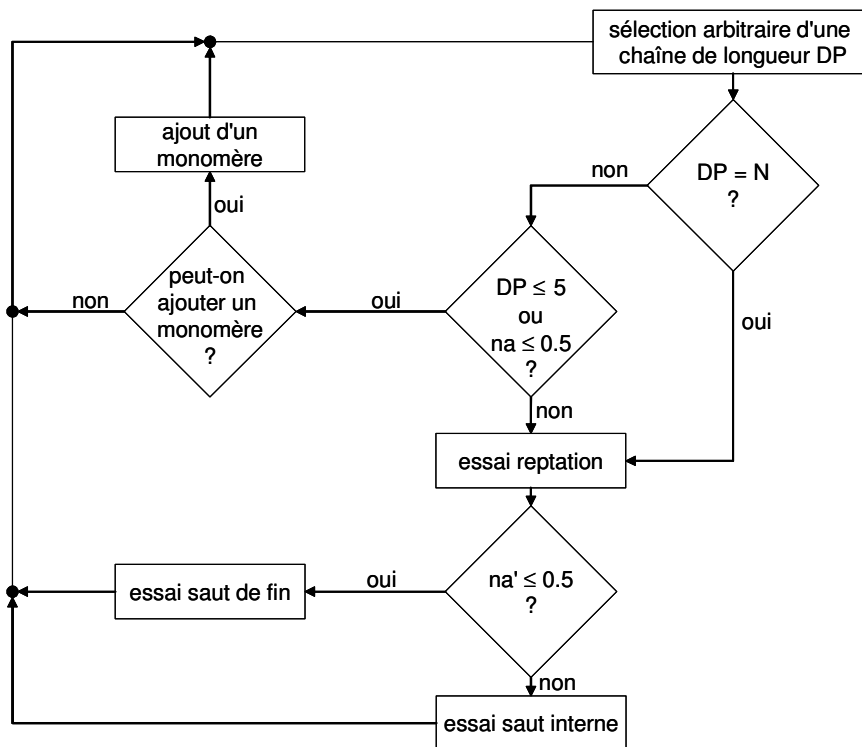 sélection arbitraire d'une
chaîne de longueur DP
ajout d'un
monomère
non
DP = N
?
oui
peut-on
ajouter un
monomère
?
non
oui
DP ≤ 5
ou
na ≤ 0.5
?
oui
non
essai reptation
na' ≤ 0.5
?
oui
essai saut de fin
non
essai saut interne